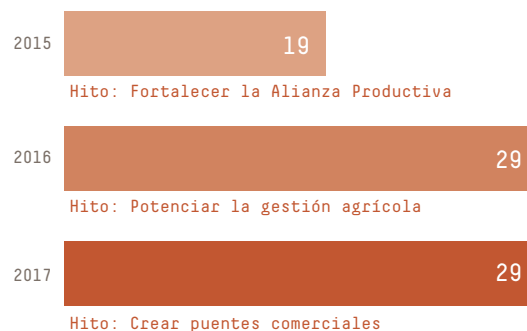 2015 19
Hito: Fortalecer la Alianza Productiva
2016 29
Hito: Potenciar la gestión agrícola
2017 29
Hito: Crear puentes comerciales